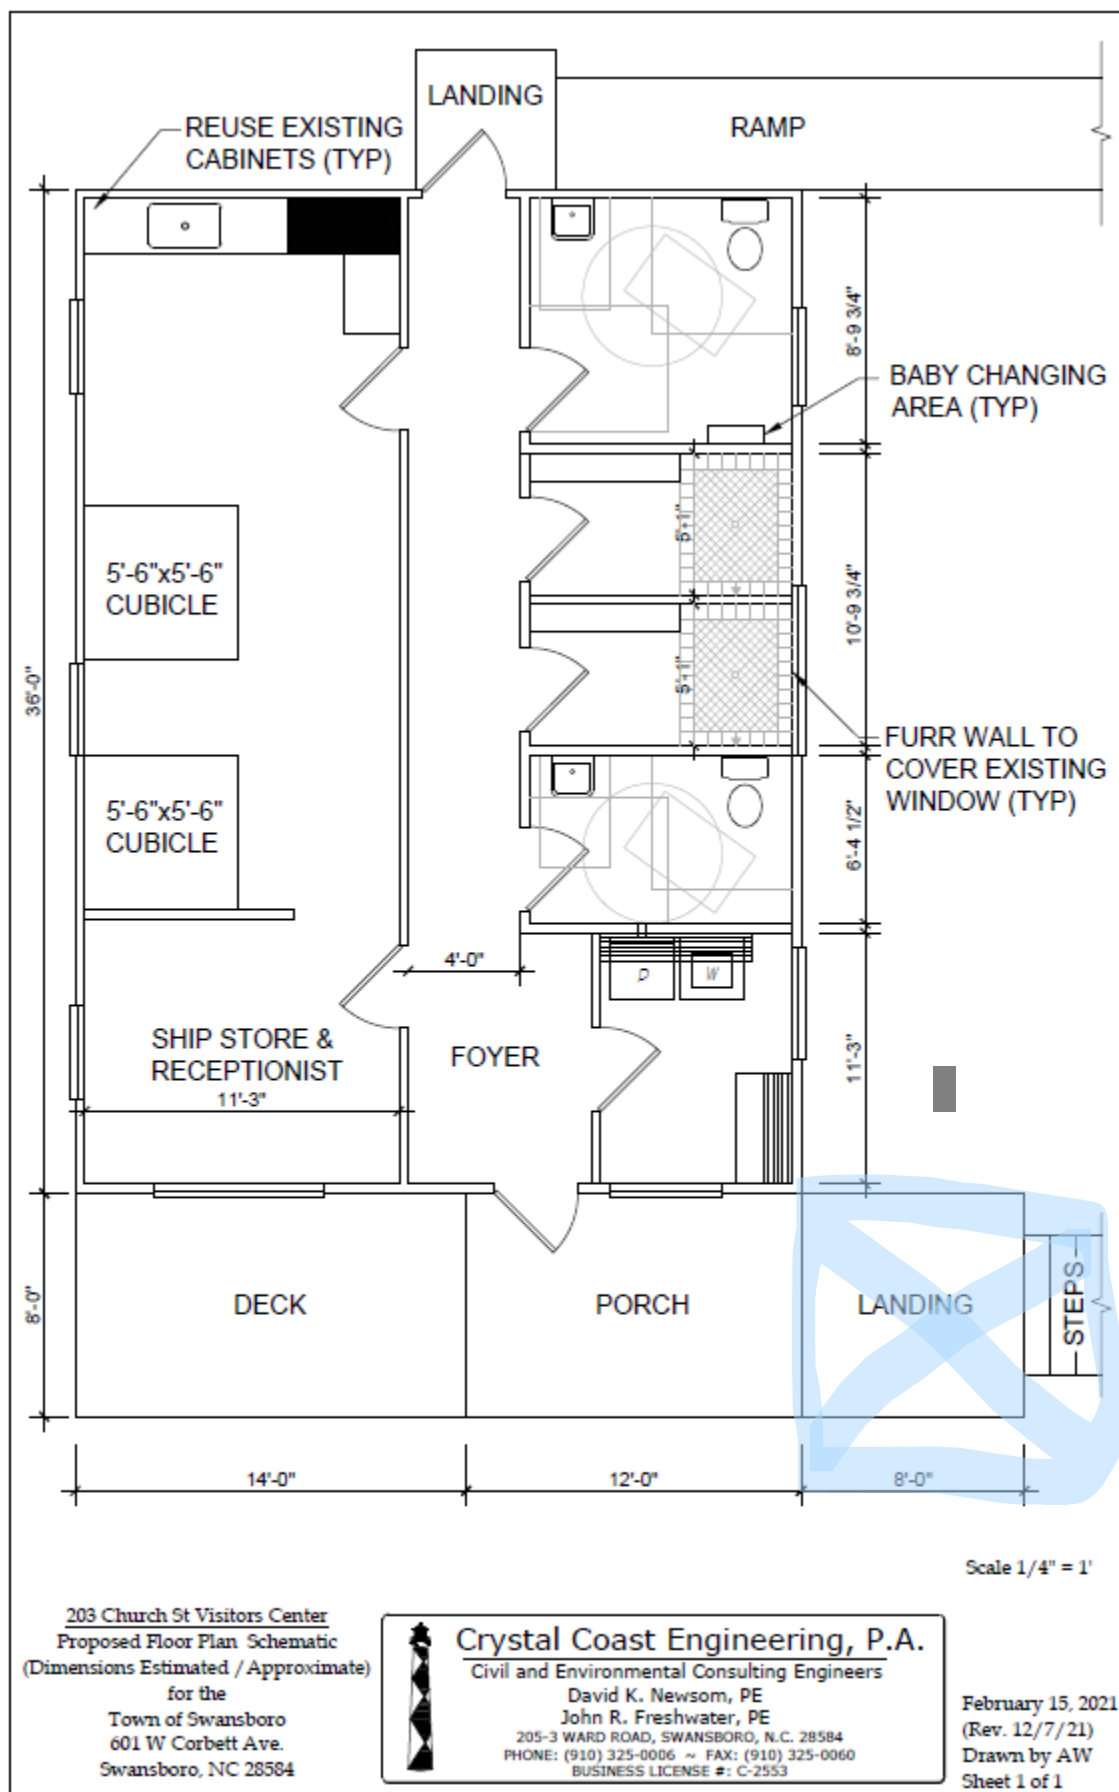 LANDING
RAMP
REUSE EXISTING
CABINETS (TYP)
8'-9 3/4"
BABY CHANGING
AREA (TYP)
5'-1"
5'-6"x5'-6"
CUBICLE
10'-9 3/4"
36'-0"
5'-1"
FURR WALL TO
COVER EXISTING
WINDOW (TYP)
5'-6"x5'-6"
CUBICLE
6'-4 1/2"
4'-0"
D
W
SHIP STORE &
RECEPTIONIST
FOYER
11'-3"
11'-3"
8'-0"
DECK
PORCH
LANDING
STEPS
14'-0"
12'-0"
8'-0"
Scale 1/4" = 1'
203 Church St Visitors Center
Proposed Floor Plan Schematic
(Dimensions Estimated / Approximate)
for the
Town of Swansboro
601 W Corbett Ave.
Swansboro, NC 28584
Crystal Coast Engineering, P.A.
Civil and Environmental Consulting Engineers
David K. Newsom, PE
John R. Freshwater, PE
205-3 WARD ROAD, SWANSBORO, N.C. 28584
PHONE: (910) 325-0006 ~ FAX: (910) 325-0060
BUSINESS LICENSE #: C-2553
February 15, 2021
(Rev. 12/7/21)
Drawn by AW
Sheet 1 of 1